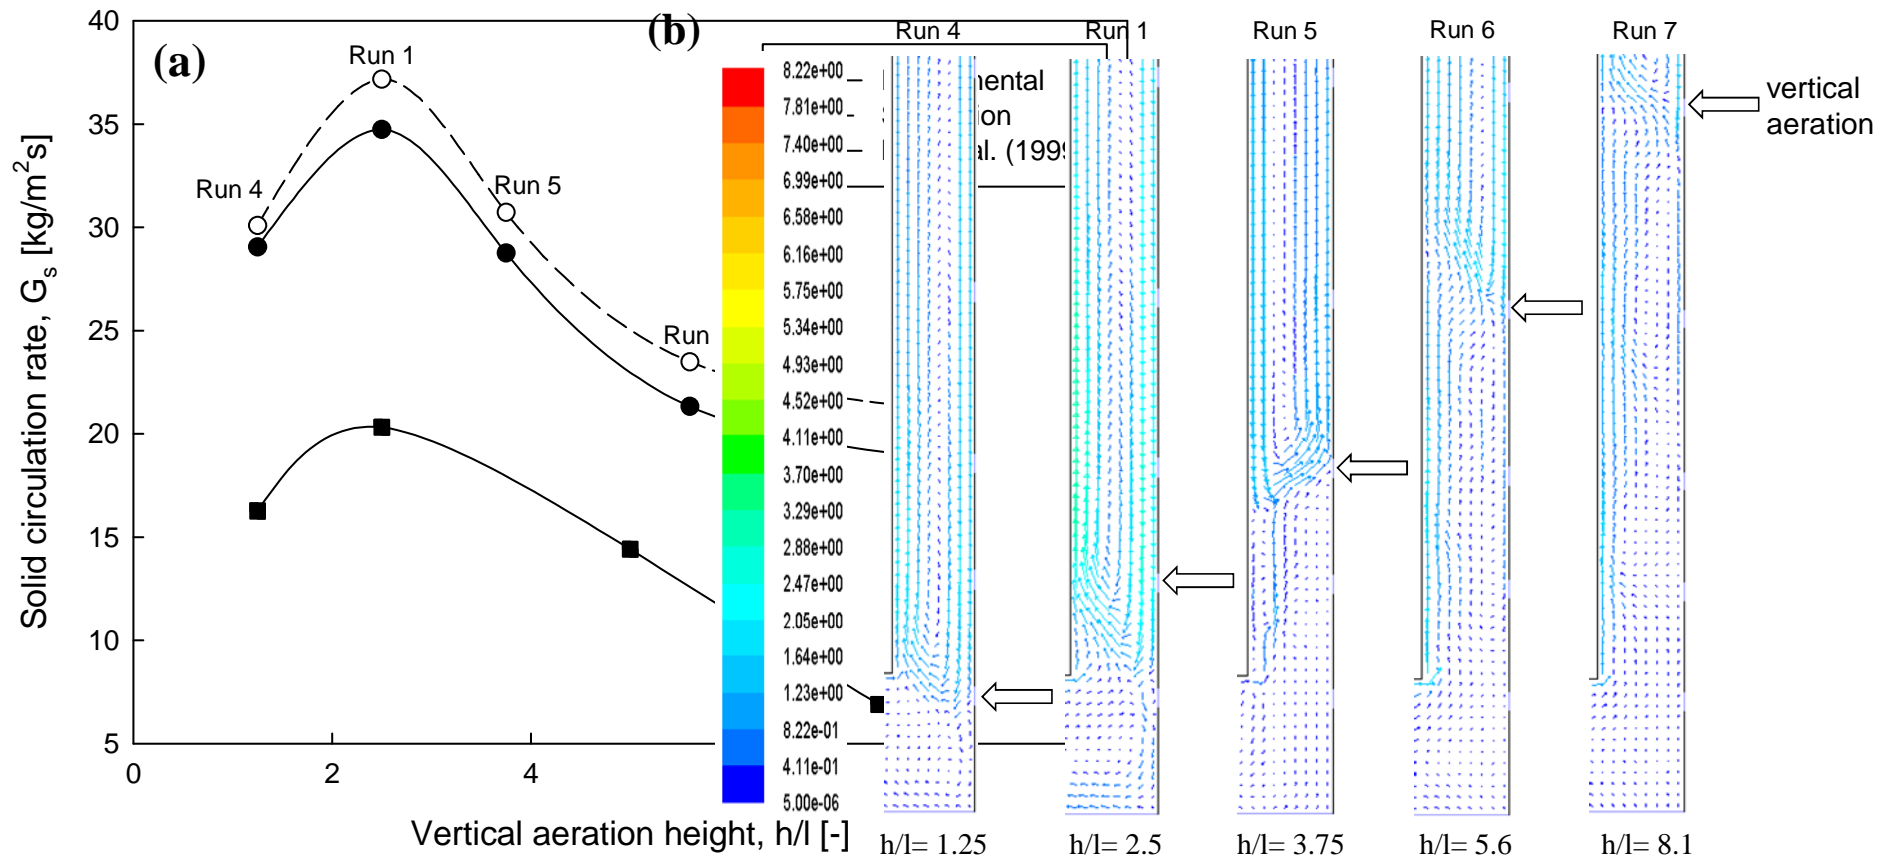 (a)
Solid circulation rate, Gs [kg/m2s]
40
35
30
25
20
15
10
5
0
2
4
Vertical aeration height, h/l [-]
Run 4
Run 1
Run 5
Run
(b)
8.22e+00
7.81e+00
7.40e+00
6.99e+00
6.58e+00
6.16e+00
5.75e+00
5.34e+00
4.93e+00
4.52e+00
4.11e+00
3.70e+00
3.29e+00
2.88e+00
2.47e+00
2.05e+00
1.64e+00
1.23e+00
8.22e-01
4.11e-01
5.00e-06
mental
ion
al. (199
Run 4
Run 1
Run 5
Run 6
Run 7
vertical
aeration
h/l= 1.25
h/l= 2.5
h/l= 3.75
h/l= 5.6
h/l= 8.1